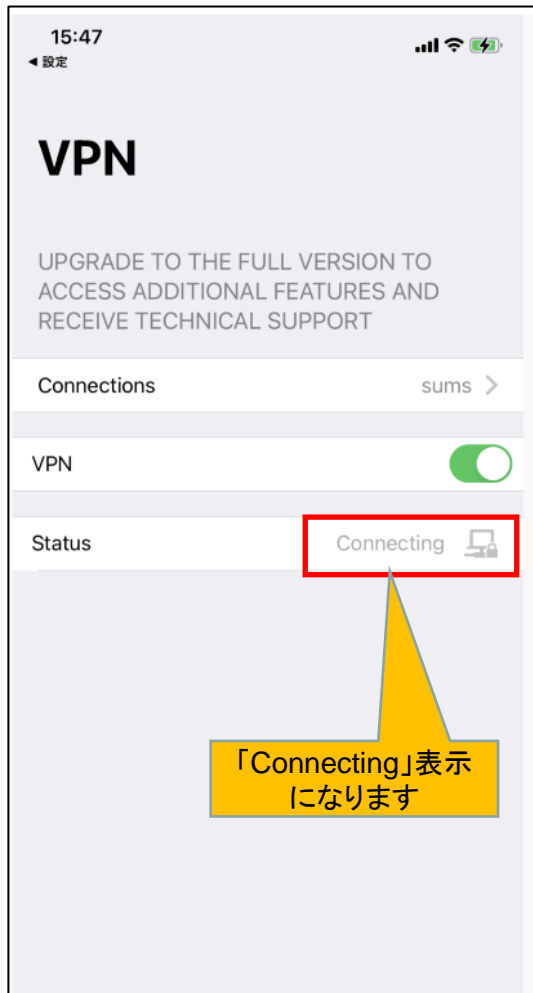 15:47
◀ 設定
VPN
UPGRADE TO THE FULL VERSION TO
ACCESS ADDITIONAL FEATURES AND
RECEIVE TECHNICAL SUPPORT
Connections sums >
VPN
Status Connecting
「Connecting」表示
になります